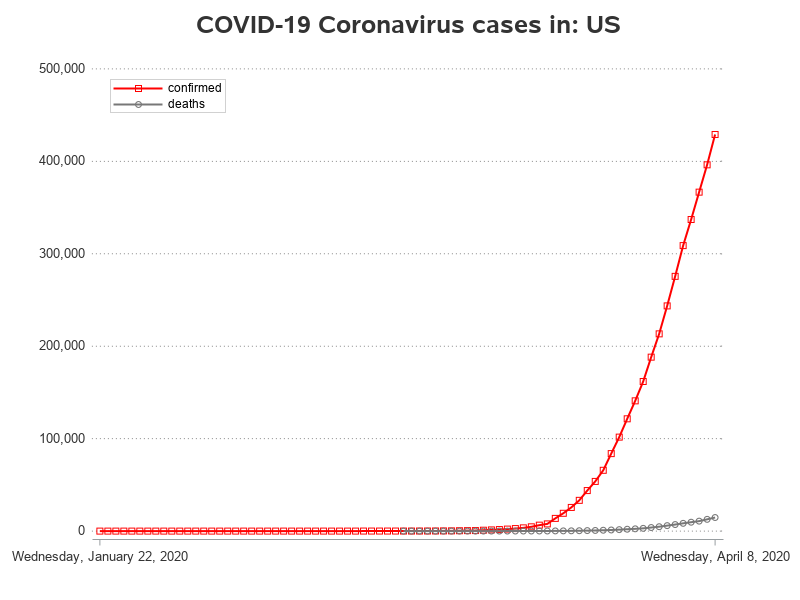 COVID-19 Coronavirus cases in: US
500,000
confirmed
deaths
400,000
300,000
200,000
100,000
0
Wednesday, January 22, 2020
Wednesday, April 8, 2020